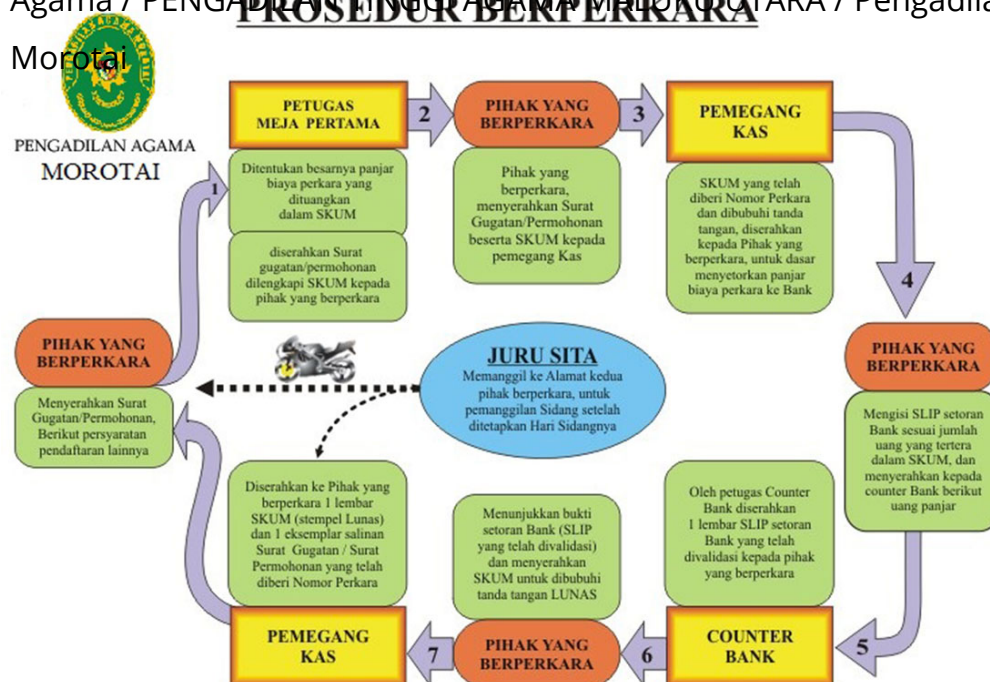 Agama / PENGADILAN TINGGI AGAMA MALUKU UTARA / Pengadila
Morotai
PROSEDUR BERPERKARA
PENGADILAN AGAMA
MOROTAI
1
PETUGAS
MEJA PERTAMA
Ditentukan besarnya panjar
biaya perkara yang
dituangkan
dalam SKUM
diserahkan Surat
gugatan/permohonan
dilengkapi SKUM kepada
pihak yang berperkara
2
PIHAK YANG
BERPERKARA
Pihak yang
berperkara,
menyerahkan Surat
Gugatan/Permohonan
beserta SKUM kepada
pemegang Kas
3
PEMEGANG
KAS
SKUM yang telah
diberi Nomor Perkara
dan dibubuhi tanda
tangan, diserahkan
kepada Pihak yang
berperkara, untuk dasar
menyetorkan panjar
biaya perkara ke Bank
4
PIHAK YANG
BERPERKARA
Menyerahkan Surat
Gugatan/Permohonan,
Berikut persyaratan
pendaftaran lainnya
JURU SITA
Memanggil ke Alamat kedua
pihak berperkara, untuk
pemanggilan Sidang setelah
ditetapkan Hari Sidangnya
PIHAK YANG
BERPERKARA
Mengisi SLIP setoran
Bank sesuai jumlah
uang yang tertera
dalam SKUM, dan
menyerahkan kepada
counter Bank berikut
uang panjar
5
Oleh petugas Counter
Bank diserahkan
1 lembar SLIP setoran
Bank yang telah
divalidasi kepada pihak
yang berperkara
COUNTER
BANK
6
Menunjukkan bukti
setoran Bank (SLIP
yang telah divalidasi)
dan menyerahkan
SKUM untuk dibubuhi
tanda tangan LUNAS
PIHAK YANG
BERPERKARA
7
Diserahkan ke Pihak yang
berperkara 1 lembar
SKUM (stempel Lunas)
dan 1 eksemplar salinan
Surat Gugatan / Surat
Permohonan yang telah
diberi Nomor Perkara
PEMEGANG
KAS